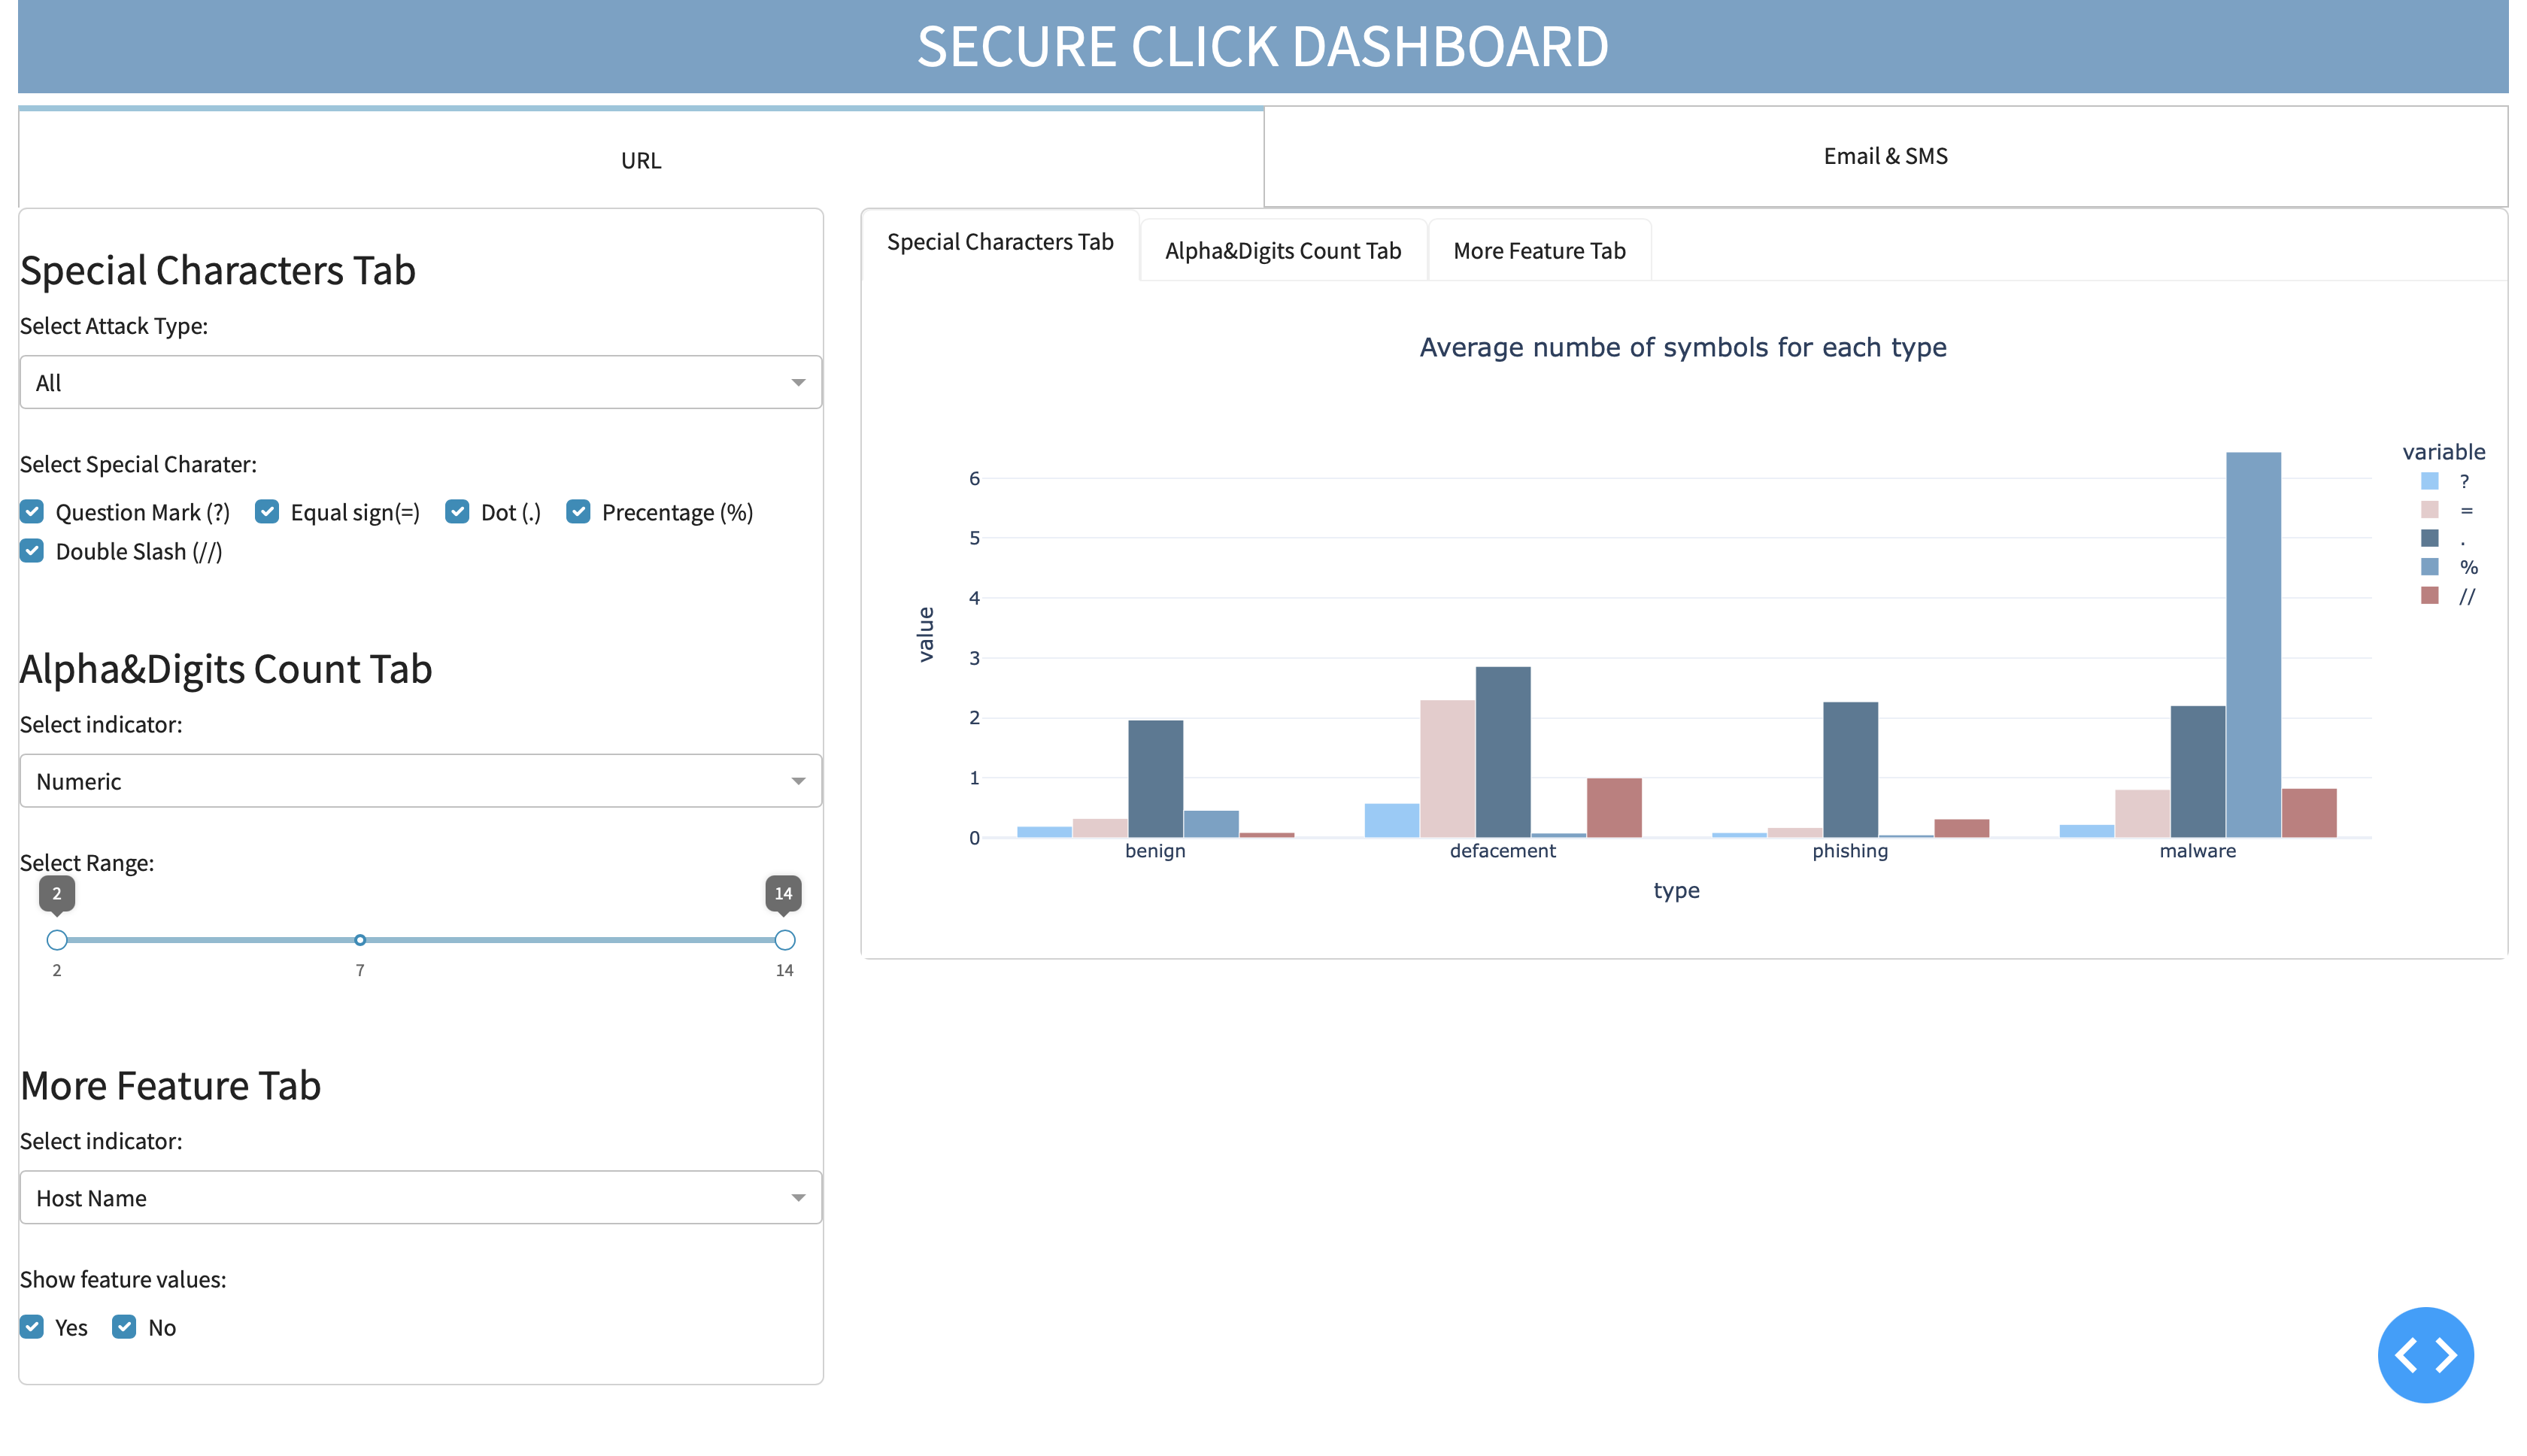 SECURE CLICK DASHBOARD
URL
Email & SMS
Special Characters Tab
Select Attack Type:
All
Select Special Charater:
Question Mark (?) Equal sign(=) Dot (.) Precentage (%)
Double Slash (//)
Alpha&Digits Count Tab
Select indicator:
Numeric
Select Range:
2 14
2 7 14
More Feature Tab
Select indicator:
Host Name
Show feature values:
Yes No
Special Characters Tab Alpha&Digits Count Tab More Feature Tab
Average numbe of symbols for each type
variable
?
=
.
%
//
value
6
5
4
3
2
1
0
benign defacement phishing malware
type